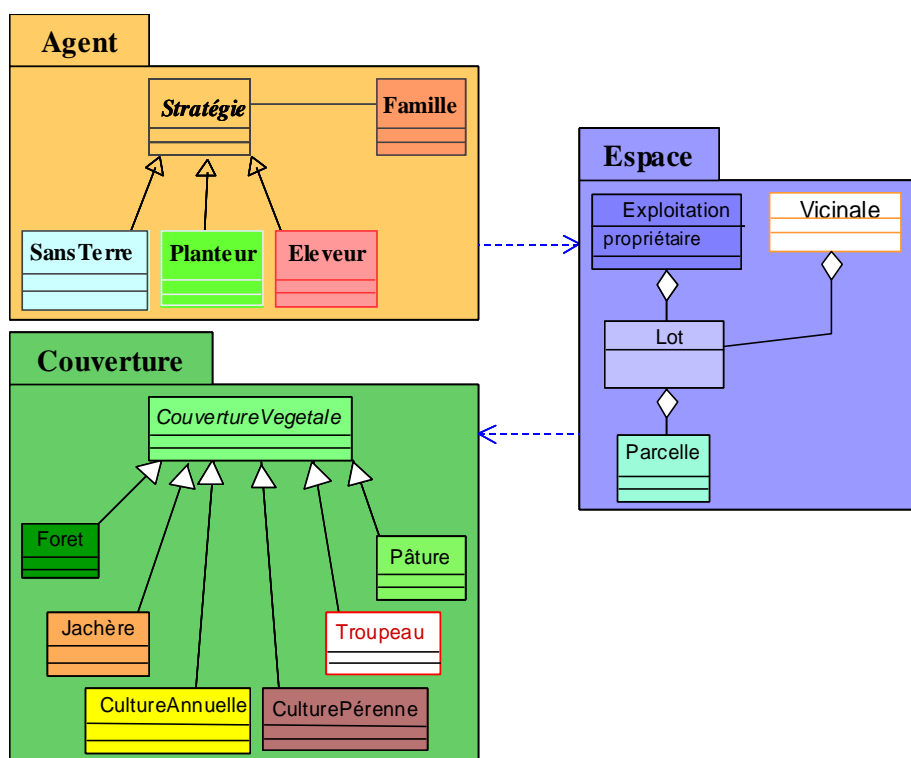 Agent
Stratégie
Famille
SansTerre
Planteur
Eleveur
Espace
Exploitation
propriétaire
Vicinale
Lot
Parcelle
Couverture
CouvertureVegetale
Foret
Pâture
Jachère
Troupeau
CultureAnnuelle
CulturePérenne